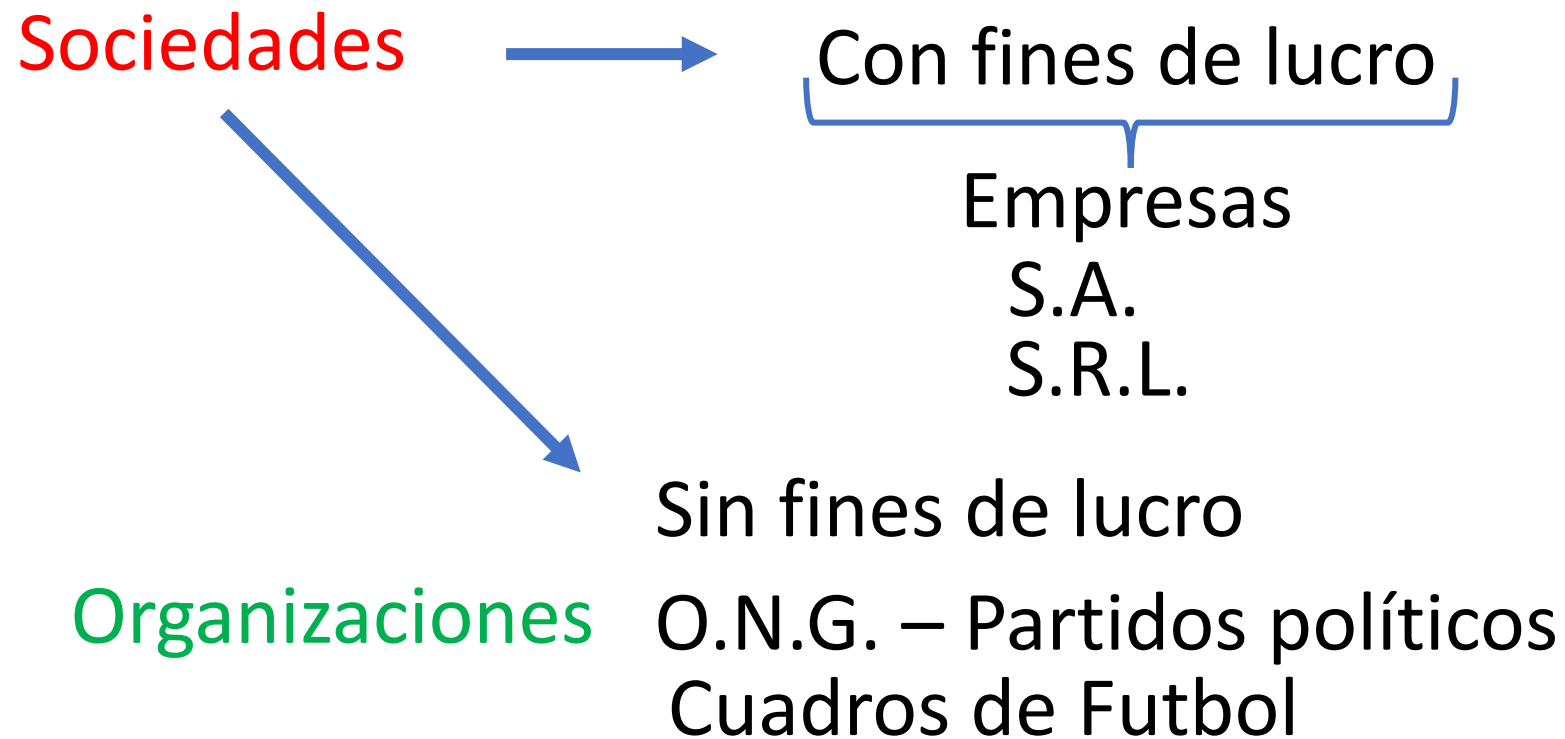 Sociedades
Con fines de lucro
Empresas
S.A.
S.R.L.
Sin fines de lucro
Organizaciones
O.N.G. – Partidos políticos
Cuadros de Futbol